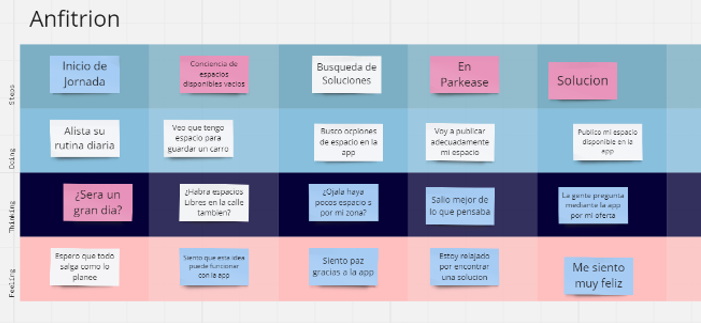 Anfitrion
Steps
Inicio de
Jornada
Conciencia de
espacios
disponibles vacios
Busqueda de
Soluciones
En
Parkease
Solucion
Doing
Alista su
rutina diaria
Veo que tengo
espacio para
guardar un carro
Busco opciones
de espacio en la
app
Voy a publicar
adecuadamente
mi espacio
Publico mi espacio
disponible en la
app
Thinking
¿Sera un
gran dia?
¿Habra espacios
Libres en la calle
tambien?
¿Ojala haya
pocos espacio s
por mi zona?
Salio mejor de
lo que pensaba
La gente pregunta
mediante la app
por mi oferta
Feeling
Espero que todo
salga como lo
planee
Siento que esta idea
puede funcionar
con la app
Siento paz
gracias a la app
Estoy relajado
por encontrar
una solucion
Me siento
muy feliz